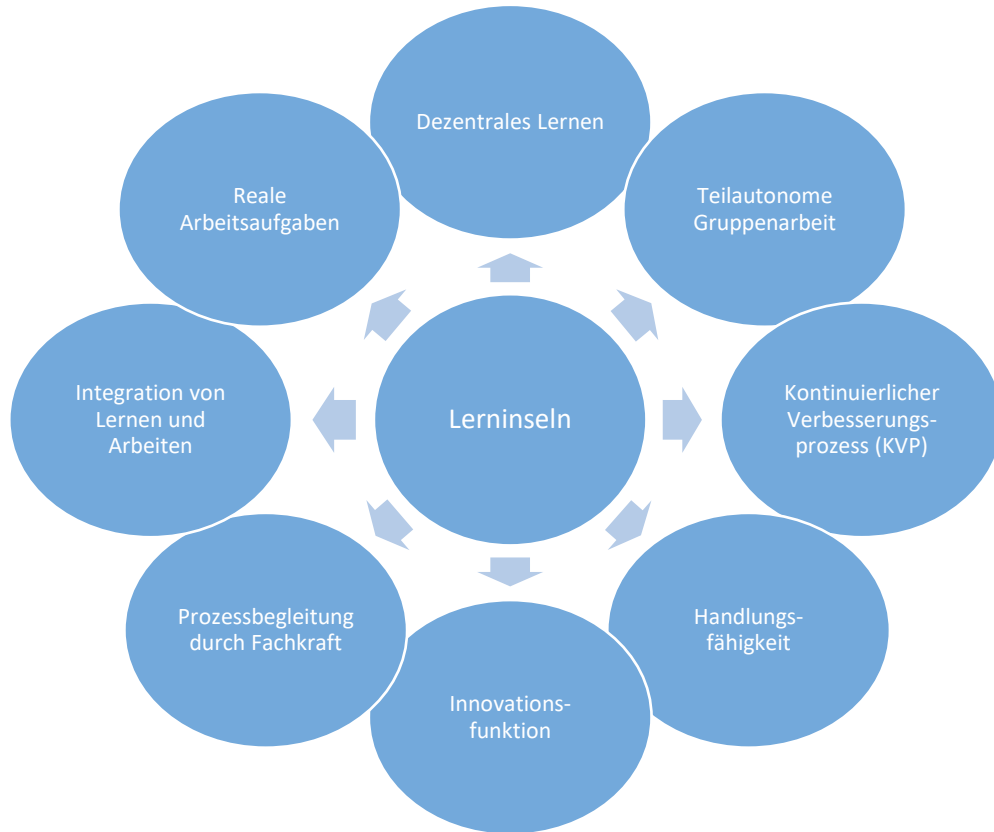 Dezentrales Lernen
Teilautonome
Gruppenarbeit
Kontinuierlicher
Verbesserungs-
prozess (KVP)
Handlungs-
fähigkeit
Innovations-
funktion
Prozessbegleitung
durch Fachkraft
Integration von
Lernen und
Arbeiten
Reale
Arbeitsaufgaben
Lerninseln